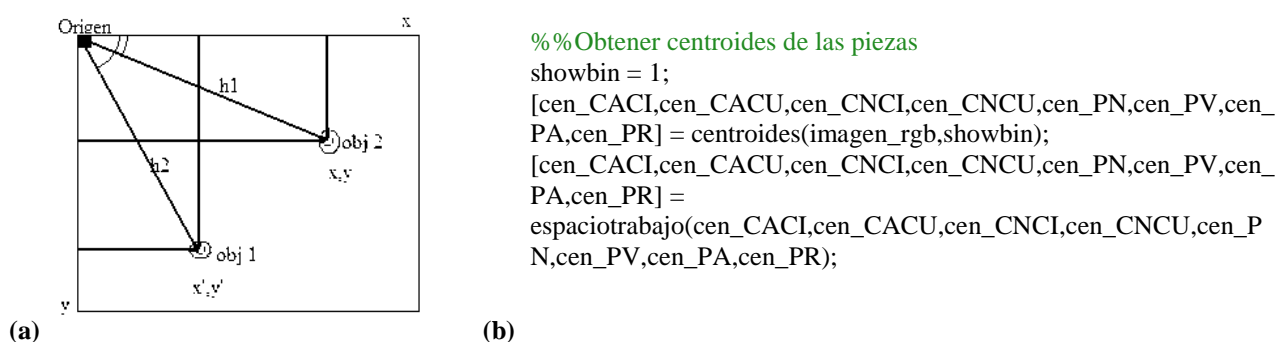 Origen
x
h1
obj 2
x,y
h2
obj 1
x',y'
y
(a)
%%Obtener centroides de las piezas
showbin = 1;
[cen_CACI,cen_CACU,cen_CNCI,cen_CNCU,cen_PN,cen_PV,cen_
PA,cen_PR] = centroides(imagen_rgb,showbin);
[cen_CACI,cen_CACU,cen_CNCI,cen_CNCU,cen_PN,cen_PV,cen_
PA,cen_PR] =
espaciotrabajo(cen_CACI,cen_CACU,cen_CNCI,cen_CNCU,cen_P
N,cen_PV,cen_PA,cen_PR);
(b)